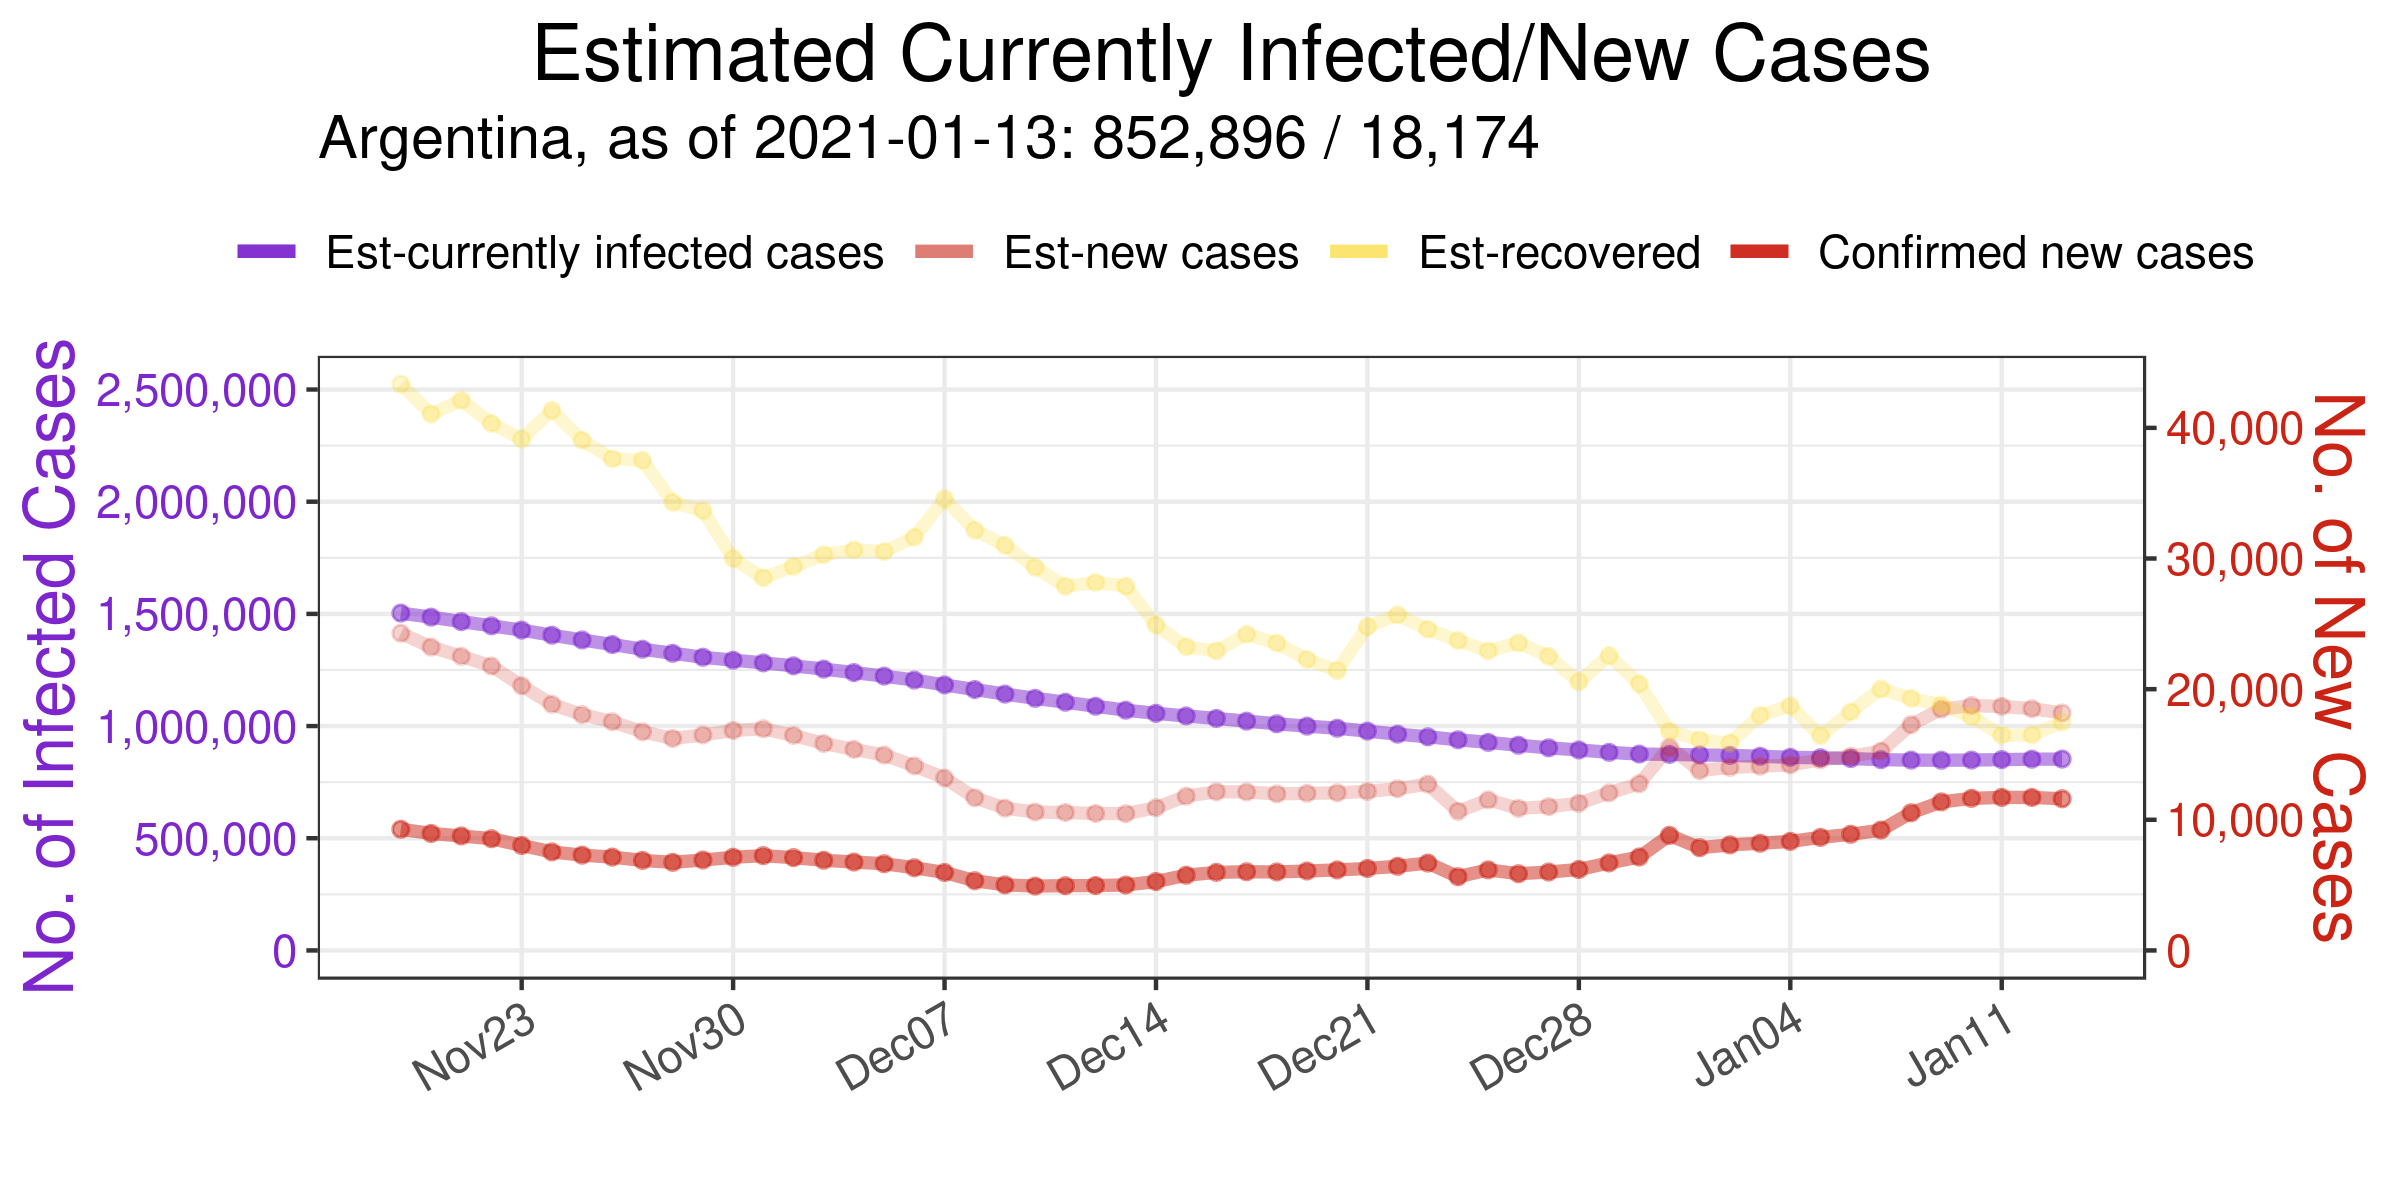 Estimated Currently Infected/New Cases
Argentina, as of 2021-01-13: 852,896 / 18,174
Est-currently infected cases Est-new cases Est-recovered Confirmed new cases
No. of Infected Cases
2,500,000
2,000,000
1,500,000
1,000,000
500,000
0
40,000
30,000
20,000
10,000
0
No. of New Cases
Nov23 Nov30 Dec07 Dec14 Dec21 Dec28 Jan04 Jan11